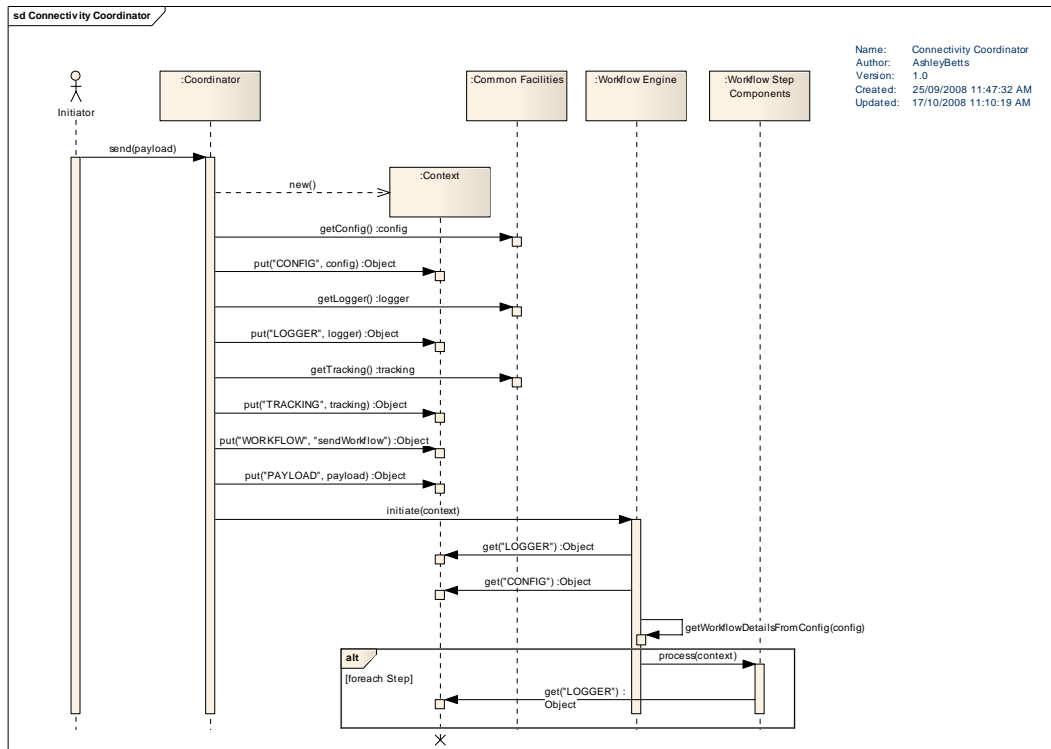 sd Connectivity Coordinator
Name: Connectivity Coordinator
Author: AshleyBetts
Version: 1.0
Created: 25/09/2008 11:47:32 AM
Updated: 17/10/2008 11:10:19 AM
Initiator
:Coordinator
:Common Facilities
:Workflow Engine
:Workflow Step
Components
send(payload)
:Context
new()
getConfig() :config
put("CONFIG", config) :Object
getLogger() :logger
put("LOGGER", logger) :Object
getTracking() :tracking
put("TRACKING", tracking) :Object
put("WORKFLOW", "sendWorkflow") :Object
put("PAYLOAD", payload) :Object
initiate(context)
get("LOGGER") :Object
get("CONFIG") :Object
getWorkflowDetailsFromConfig(config)
alt
process(context)
[foreach Step]
get("LOGGER") :
Object